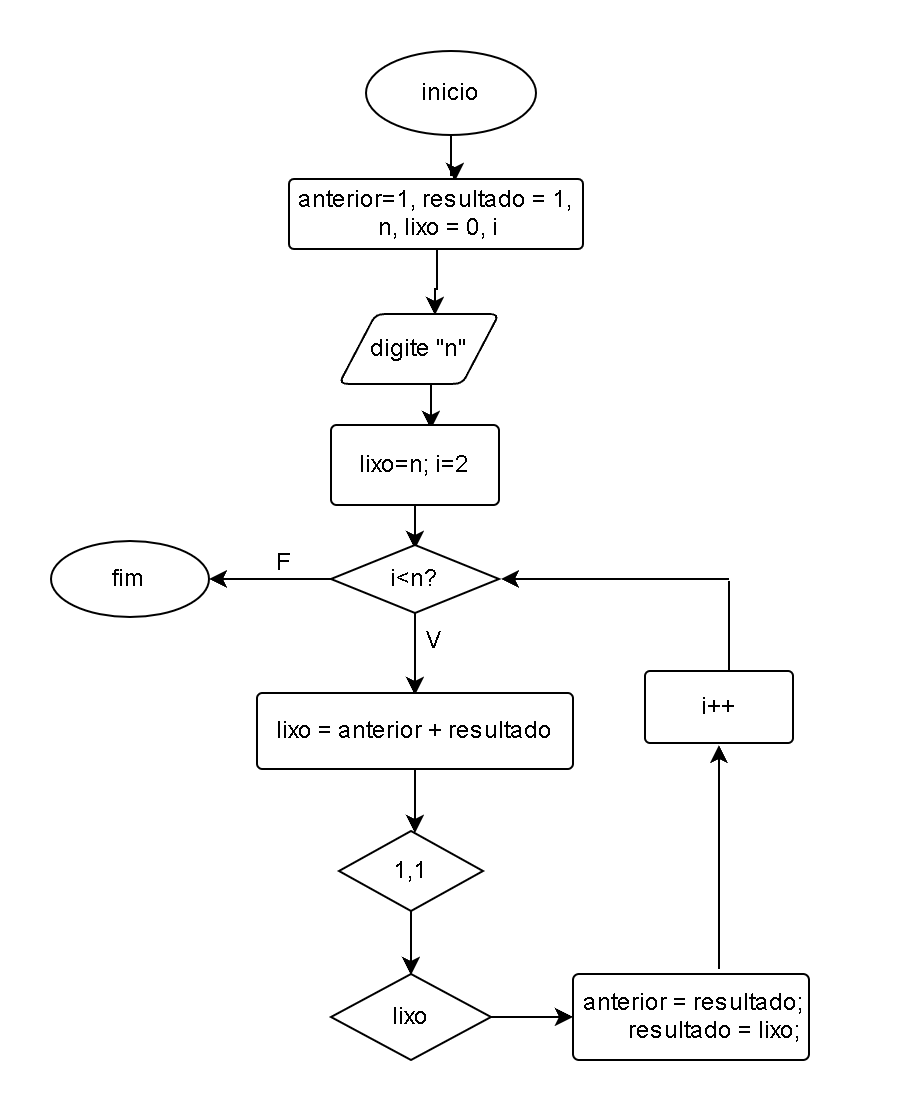 inicio
anterior=1, resultado = 1,
n, lixo = 0, i
digite "n"
lixo=n; i=2
i<n?
F
fim
V
lixo = anterior + resultado
i++
1,1
lixo
anterior = resultado;
resultado = lixo;